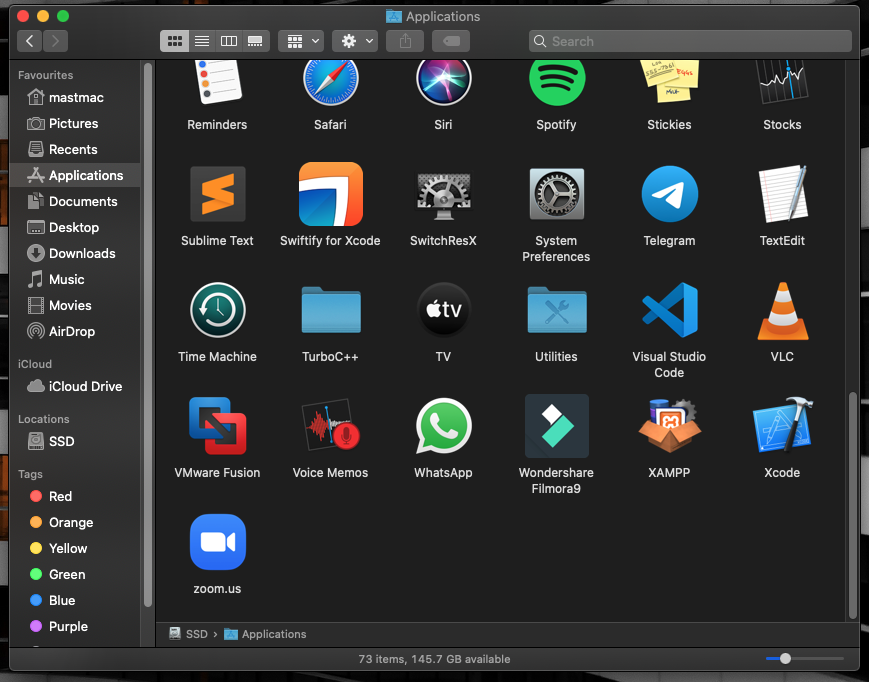 Applications
Search
Favourites
mastmac
Pictures
Recents
Applications
Documents
Desktop
Downloads
Music
Movies
AirDrop
iCloud
iCloud Drive
Locations
SSD
Tags
Red
Orange
Yellow
Green
Blue
Purple
Reminders
Safari
Siri
Spotify
Stickies
Stocks
Sublime Text
Swiftify for Xcode
SwitchResX
System
Preferences
Telegram
TextEdit
Time Machine
TurboC++
tv
TV
Utilities
Visual Studio
Code
VLC
VMware Fusion
Voice Memos
WhatsApp
Wondershare
Filmora9
XAMPP
Xcode
zoom.us
SSD › Applications
73 items, 145.7 GB available